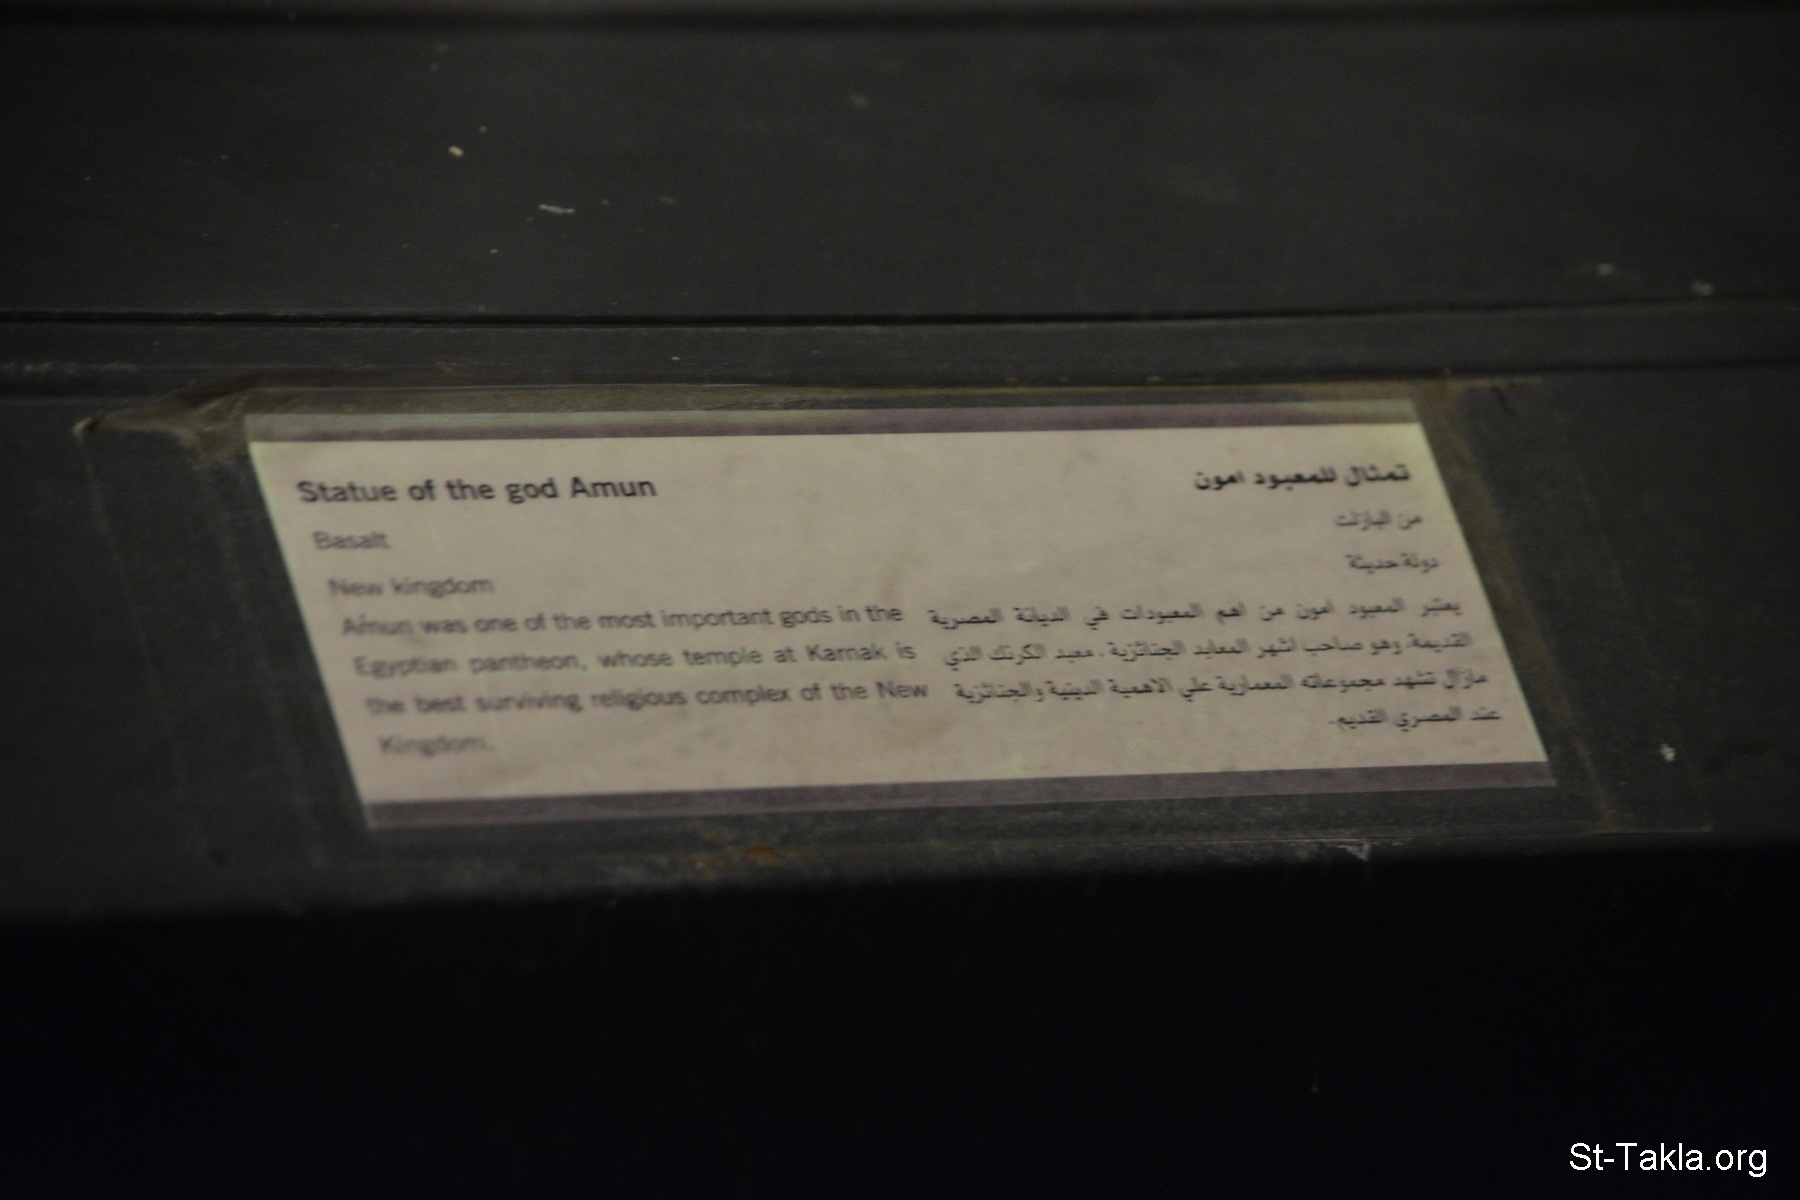 Statue of the god Amun
Basalt
New kingdom
Amun was one of the most important gods in the
Egyptian pantheon, whose temple at Karnak is
the best surviving religious complex of the New
Kingdom.
تمثال للمعبود امون
من البازلت
دولة حديثة
يعتبر المعبود امون من اهم المعبودات في الديانة المصرية
القديمة. وهو صاحب اشهر المعابد الجنائزية . معبد الكرنك الذي
مازال تشهد مجموعاته المعمارية علي الاهمية الدينية والجنائزية
عند المصري القديم.
St-Takla.org